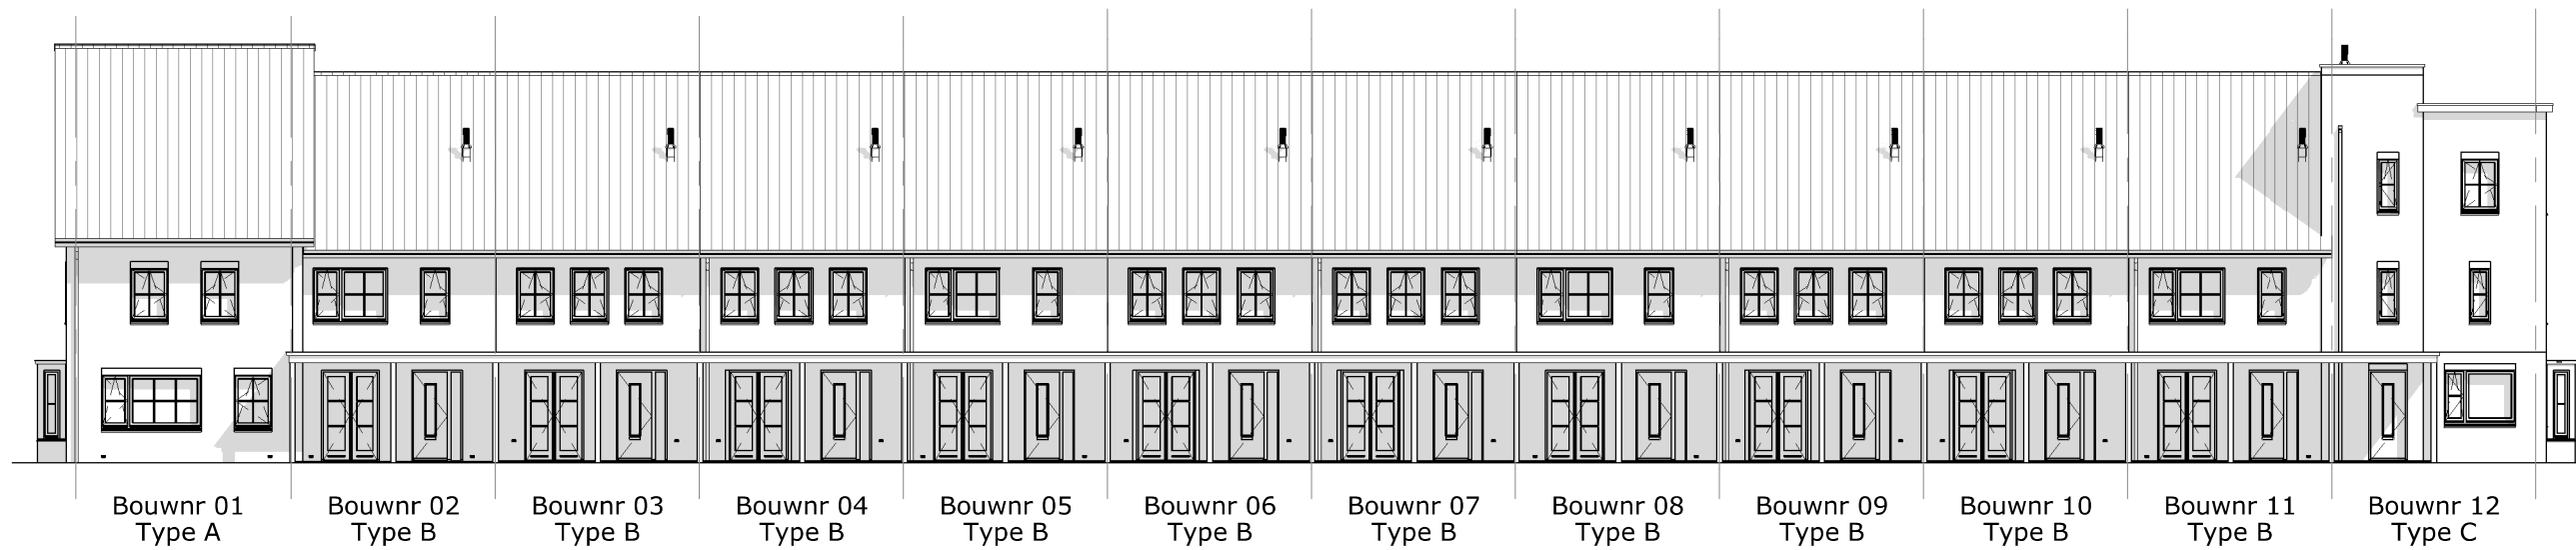 Bouwnr 01
Type A
Bouwnr 02
Type B
Bouwnr 03
Type B
Bouwnr 04
Type B
Bouwnr 05
Type B
Bouwnr 06
Type B
Bouwnr 07
Type B
Bouwnr 08
Type B
Bouwnr 09
Type B
Bouwnr 10
Type B
Bouwnr 11
Type B
Bouwnr 12
Type C